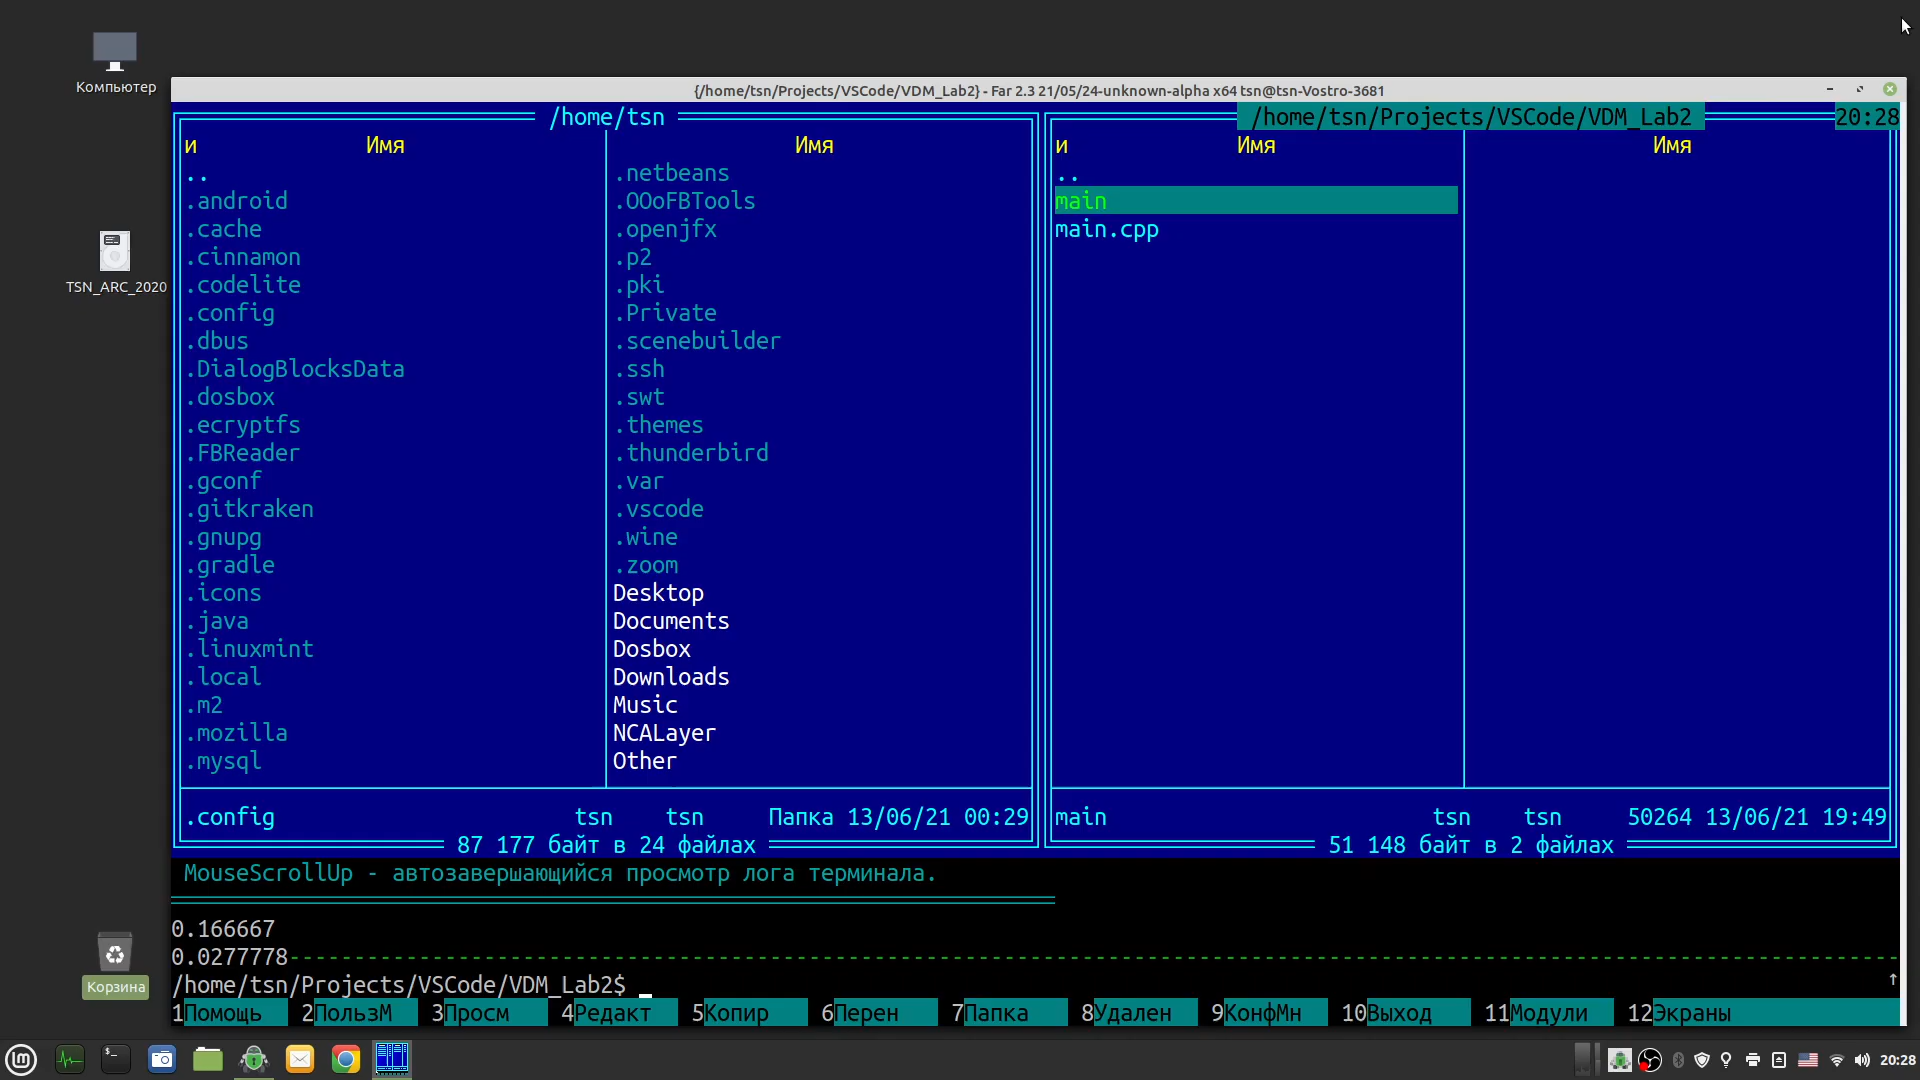 Компьютер
TSN_ARC_2020
Корзина
{/home/tsn/Projects/VSCode/VDM_Lab2} - Far 2.3 21/05/24-unknown-alpha x64 tsn@tsn-Vostro-3681
/home/tsn
и Имя Имя
..
.android
.cache
.cinnamon
.codelite
.config
.dbus
.DialogBlocksData
.dosbox
.ecryptfs
.FBReader
.gconf
.gitkraken
.gnupg
.gradle
.icons
.java
.linuxmint
.local
.m2
.mozilla
.mysql
.netbeans
.OOoFBTools
.openjfx
.p2
.pki
.Private
.scenebuilder
.ssh
.swt
.themes
.thunderbird
.var
.vscode
.wine
.zoom
Desktop
Documents
Dosbox
Downloads
Music
NCALayer
Other
.config tsn tsn Папка 13/06/21 00:29
87 177 байт в 24 файлах
/home/tsn/Projects/VSCode/VDM_Lab2 20:28
и Имя Имя
..
main
main.cpp
main tsn tsn 50264 13/06/21 19:49
51 148 байт в 2 файлах
MouseScrollUp - автозавершающийся просмотр лога терминала.
0.166667
0.0277778
/home/tsn/Projects/VSCode/VDM_Lab2$
1Помощь 2ПользМ 3Просм 4Редакт 5Копир 6Перен 7Папка 8Удален 9КонфМн 10Выход 11Модули 12Экраны
20:28